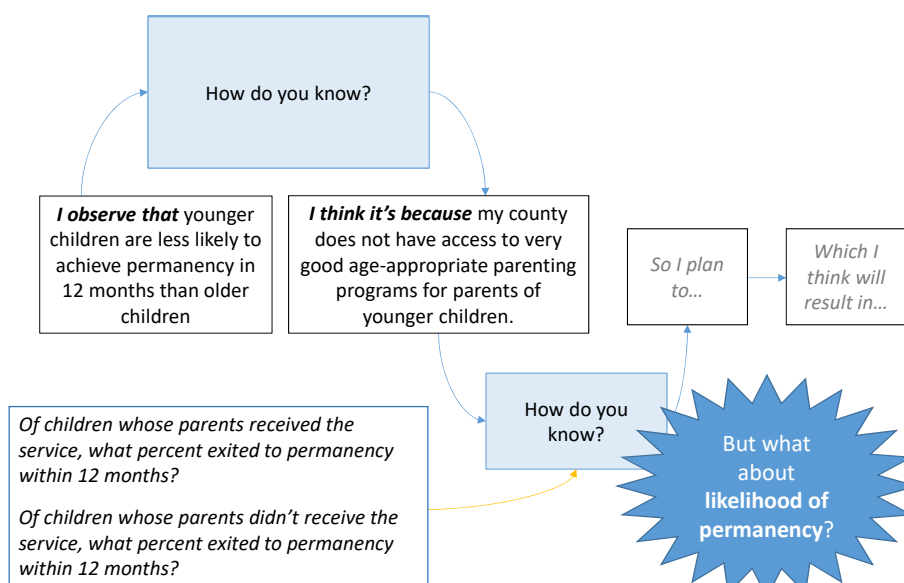 How do you know?
I observe that younger
children are less likely to
achieve permanency in
12 months than older
children
I think it's because my county
does not have access to very
good age-appropriate parenting
programs for parents of
younger children.
So I plan
to…
Which I
think will
result in…
How do you
know?
Of children whose parents received the
service, what percent exited to permanency
within 12 months?
Of children whose parents didn't receive the
service, what percent exited to permanency
within 12 months?
But what
about
likelihood of
permanency?